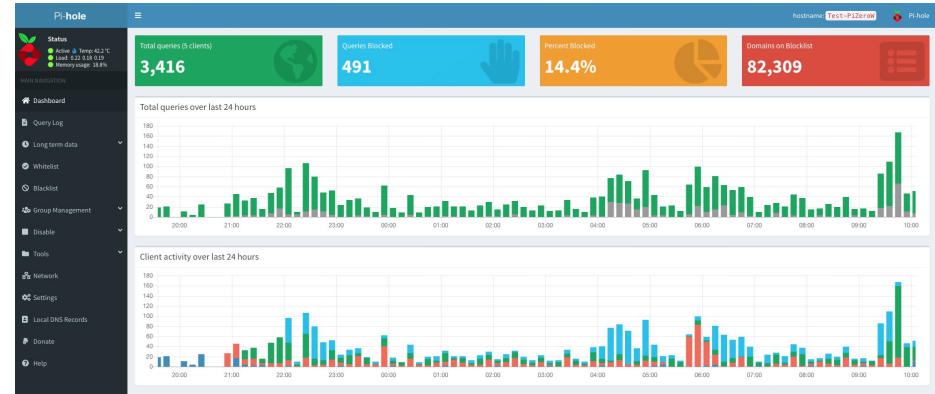 Pi-hole
hostname: Test-PiZeroW
Pi-hole
Status
Active Temp: 42.2 °C
Load: 0.22 0.18 0.19
Memory usage: 18.8%
MAIN NAVIGATION
Dashboard
Query Log
Long term data
Whitelist
Blacklist
Group Management
Disable
Tools
Network
Settings
Local DNS Records
Donate
Help
Total queries (5 clients)
3,416
Queries Blocked
491
Percent Blocked
14.4%
Domains on Blocklist
82,309
Total queries over last 24 hours
180
160
140
120
100
80
60
40
20
0
20:00 21:00 22:00 23:00 00:00 01:00 02:00 03:00 04:00 05:00 06:00 07:00 08:00 09:00 10:00
Client activity over last 24 hours
180
160
140
120
100
80
60
40
20
0
20:00 21:00 22:00 23:00 00:00 01:00 02:00 03:00 04:00 05:00 06:00 07:00 08:00 09:00 10:00